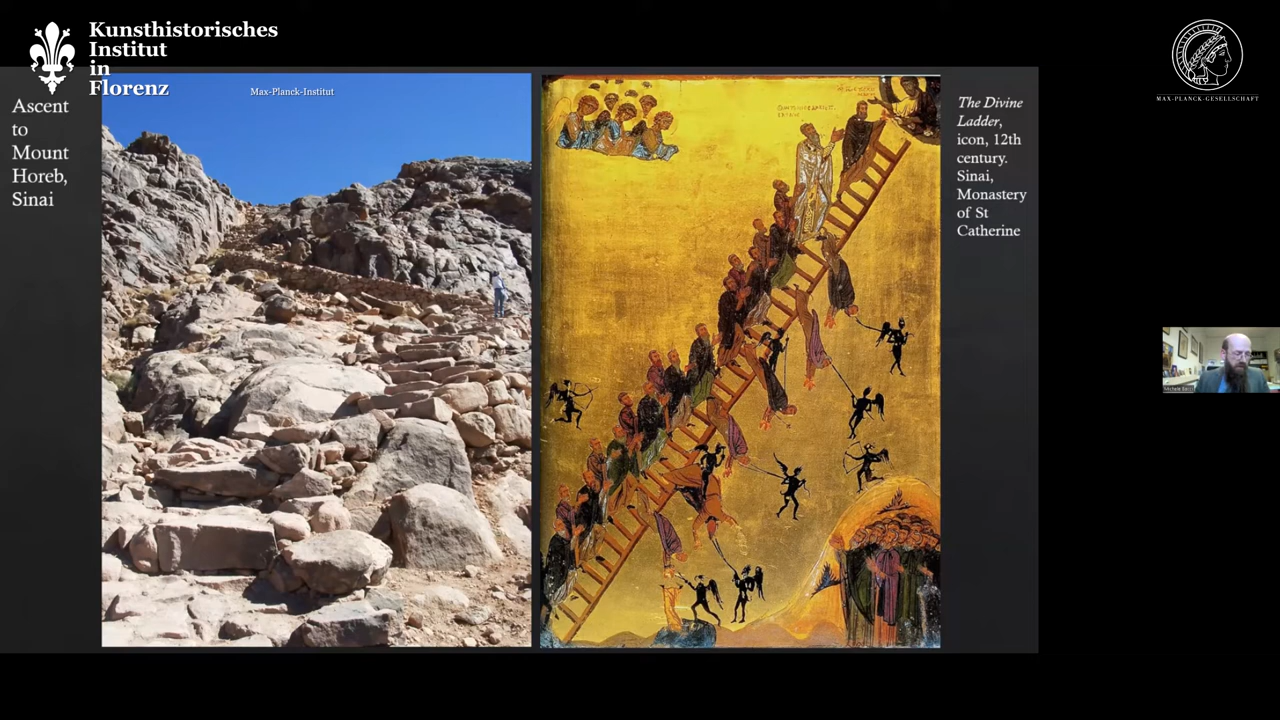 Kunsthistorisches
Institut
in
Florenz
Max-Planck-Institut
MAX-PLANCK-GESELLSCHAFT
Ascent
to
Mount
Horeb,
Sinai
The Divine
Ladder,
icon, 12th
century.
Sinai,
Monastery
of St
Catherine